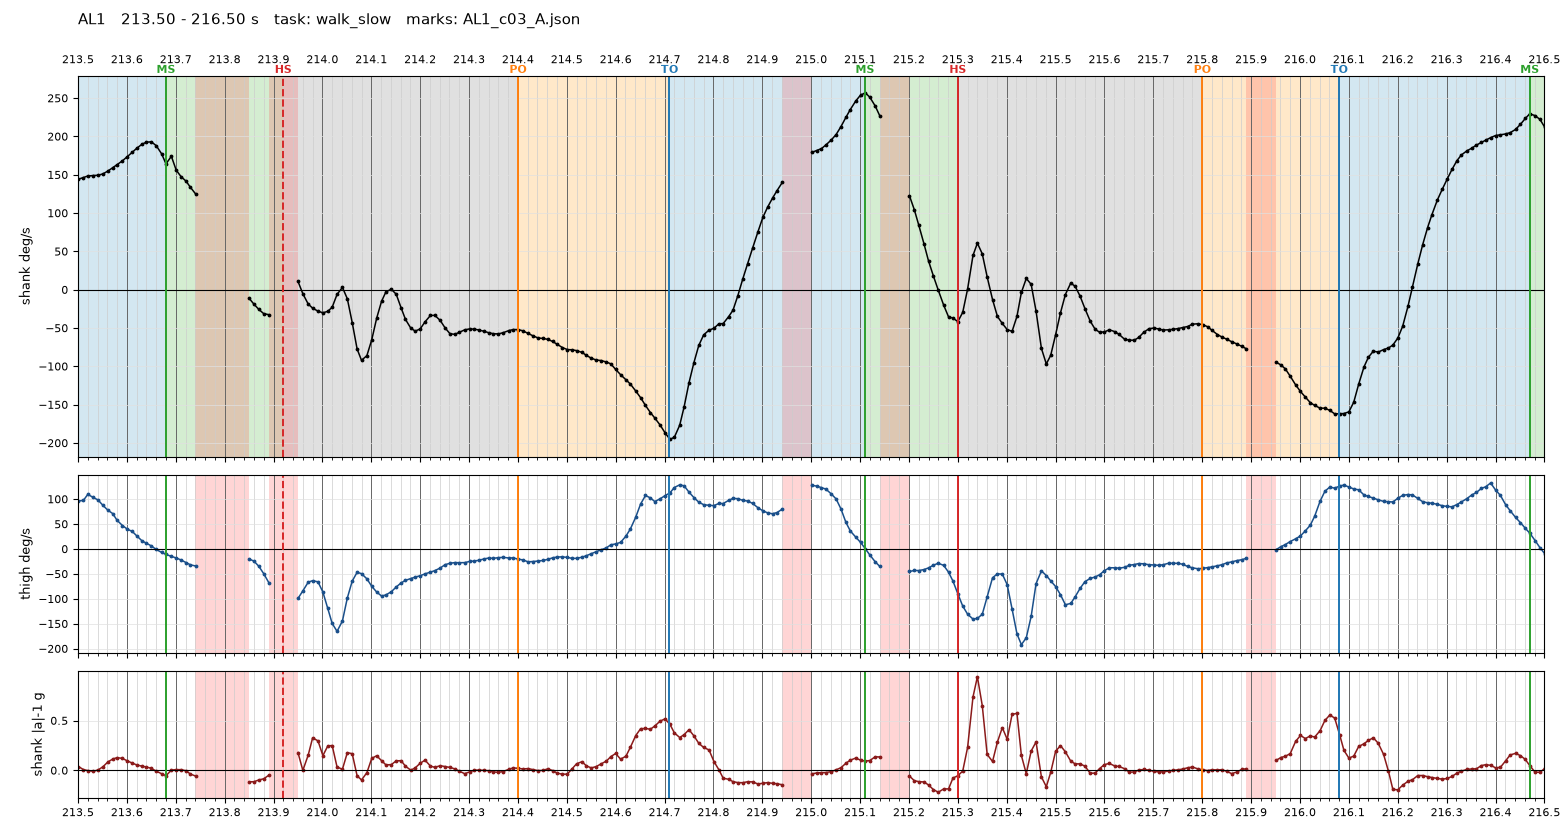 AL1 213.50 - 216.50 s task: walk_slow marks: AL1_c03_A.json
213.5 213.6 213.7 213.8 213.9 214.0 214.1 214.2 214.3 214.4 214.5 214.6 214.7 214.8 214.9 215.0 215.1 215.2 215.3 215.4 215.5 215.6 215.7 215.8 215.9 216.0 216.1 216.2 216.3 216.4 216.5
MS HS PO TO MS HS PO TO MS
shank deg/s
250
200
150
100
50
0
−50
−100
−150
−200
thigh deg/s
100
50
0
−50
−100
−150
−200
shank |a|-1 g
0.5
0.0
213.5 213.6 213.7 213.8 213.9 214.0 214.1 214.2 214.3 214.4 214.5 214.6 214.7 214.8 214.9 215.0 215.1 215.2 215.3 215.4 215.5 215.6 215.7 215.8 215.9 216.0 216.1 216.2 216.3 216.4 216.5